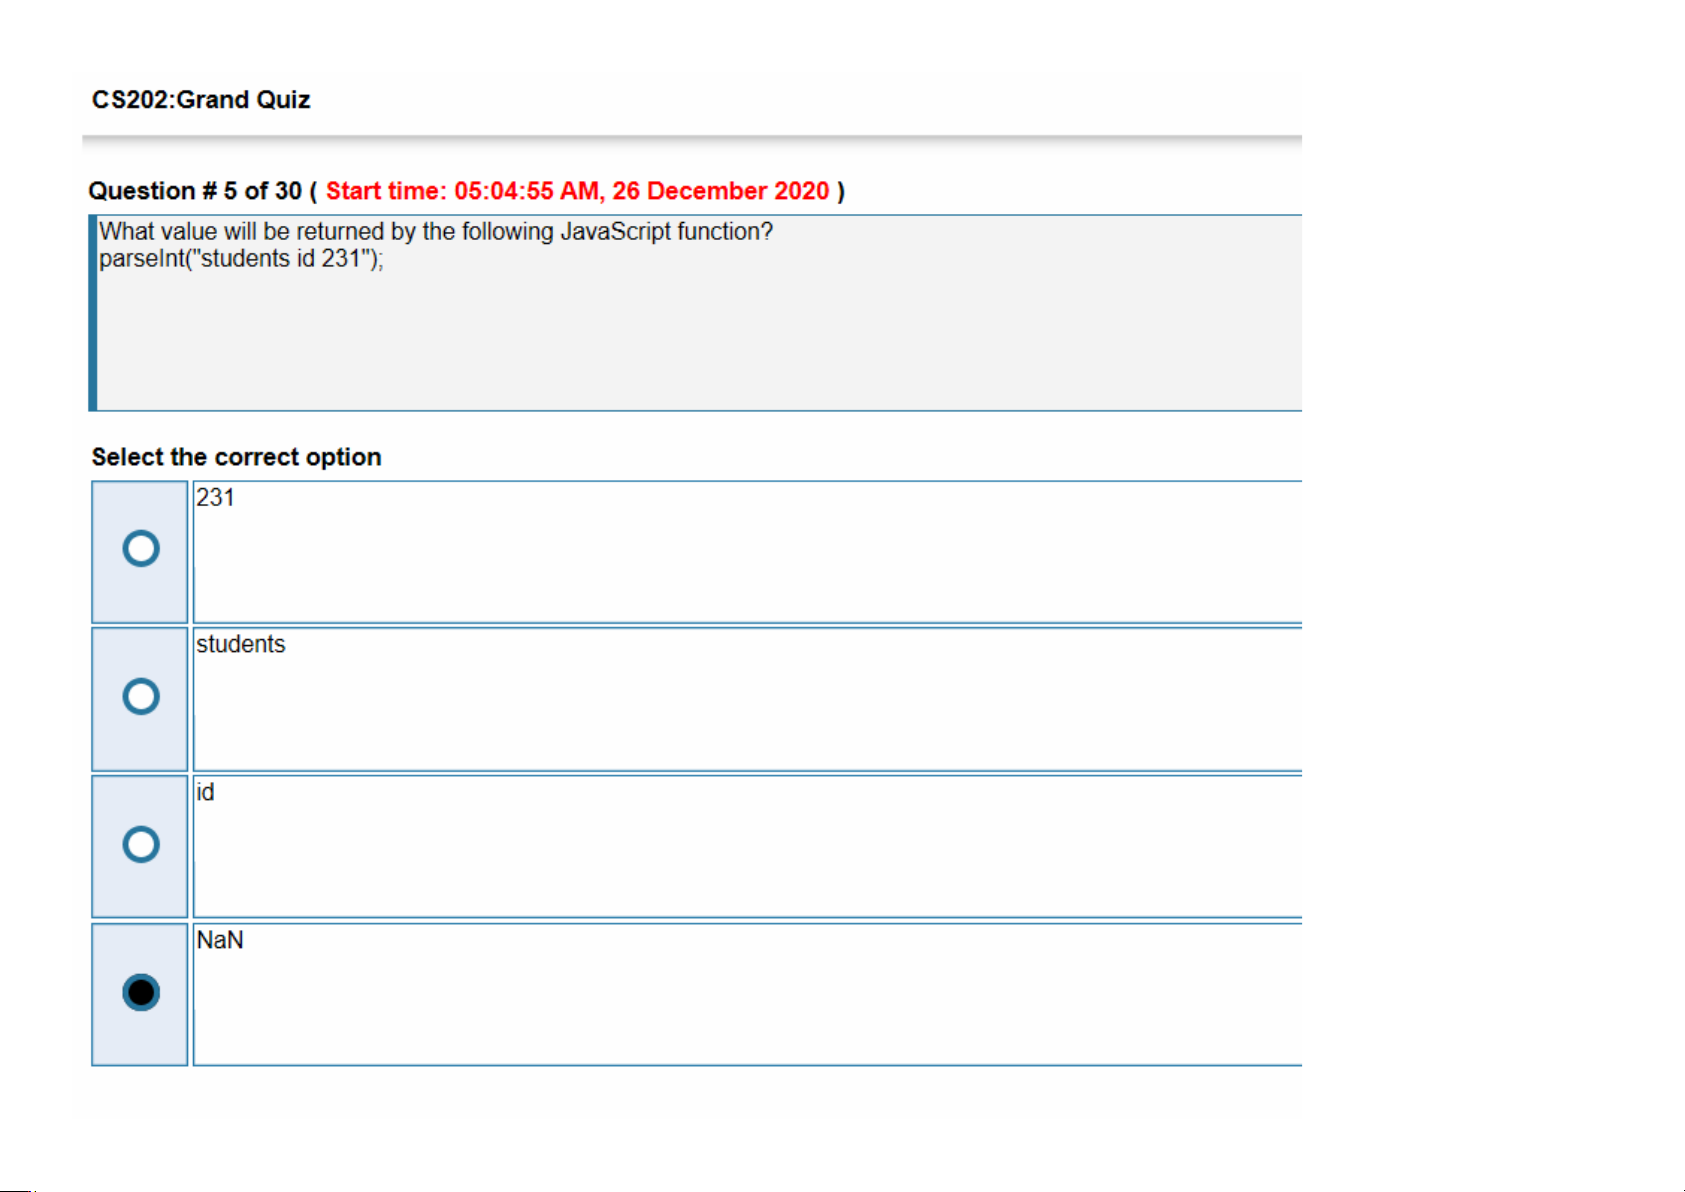 CS202:Grand Quiz
Question # 5 of 30 ( Start time: 05:04:55 AM, 26 December 2020 )
What value will be returned by the following JavaScript function?
parseInt("students id 231");
Select the correct option
231
students
id
NaN